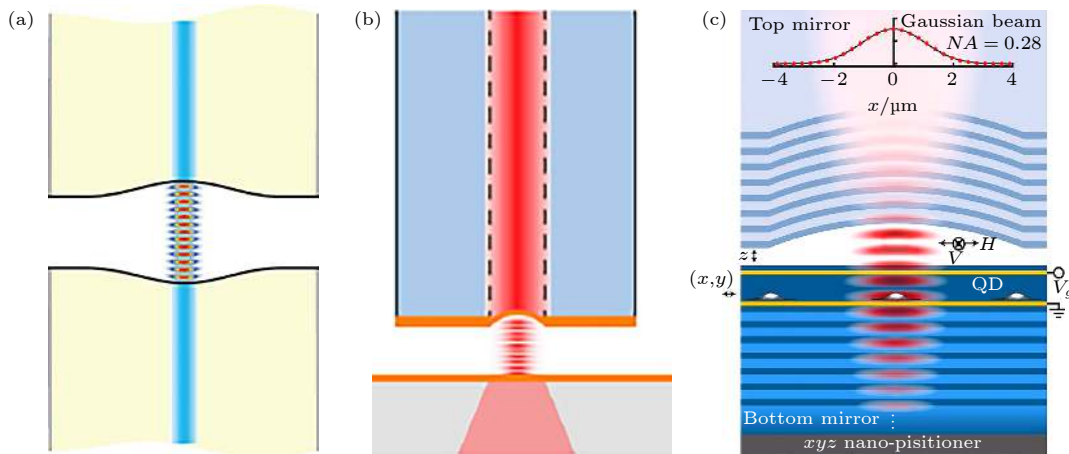 (a)
(b)
(c)
Top mirror
Gaussian beam
NA = 0.28
−4
−2
0
2
4
x/μm
z
H
V
(x,y)
QD
Vg
Bottom mirror
xyz nano-pisitioner